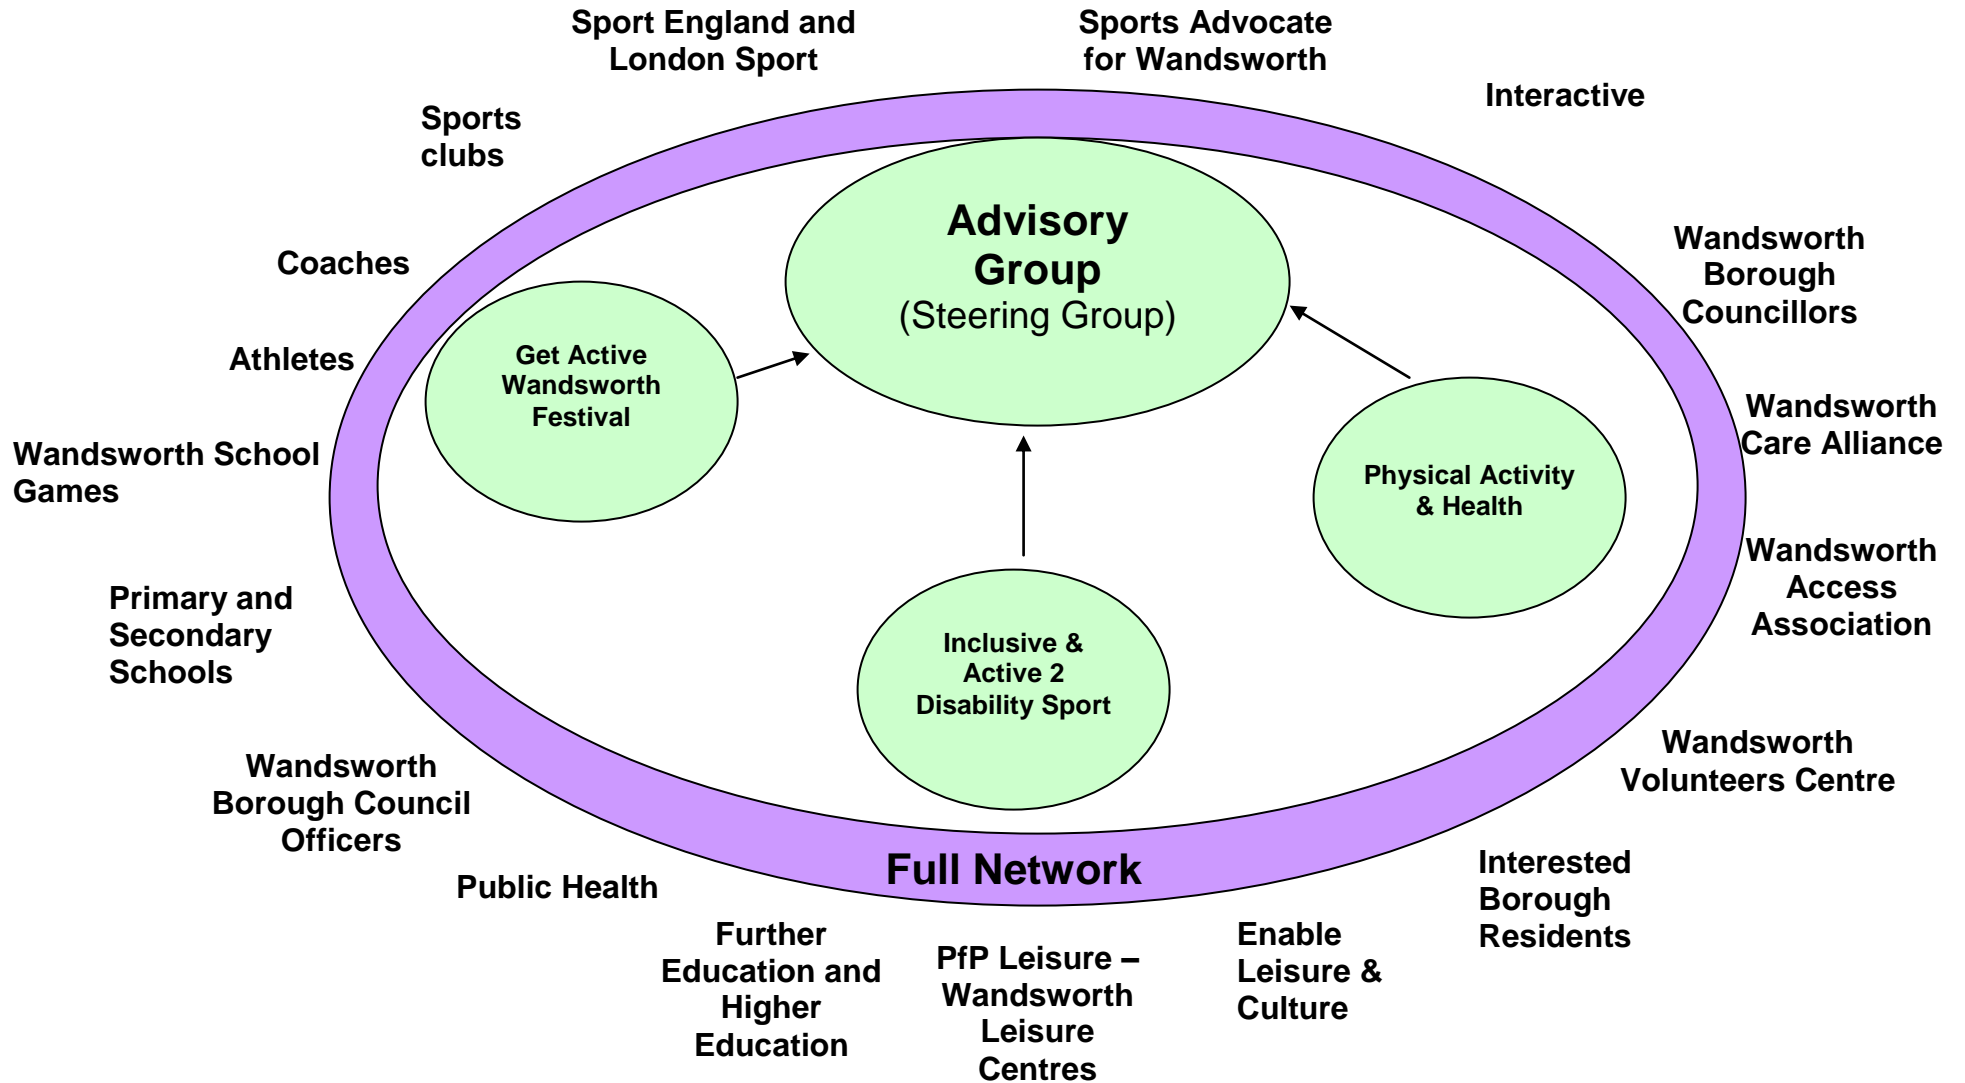 Sport England and
London Sport
Sports Advocate
for Wandsworth
Interactive
Sports
clubs
Advisory
Group
(Steering Group)
Wandsworth
Borough
Councillors
Coaches
Athletes
Get Active
Wandsworth
Festival
Wandsworth
Care Alliance
Wandsworth School
Games
Physical Activity
& Health
Wandsworth
Access
Association
Primary and
Secondary
Schools
Inclusive &
Active 2
Disability Sport
Wandsworth
Volunteers Centre
Wandsworth
Borough Council
Officers
Full Network
Interested
Borough
Residents
Public Health
Further
Education and
Higher
Education
PfP Leisure –
Wandsworth
Leisure
Centres
Enable
Leisure &
Culture